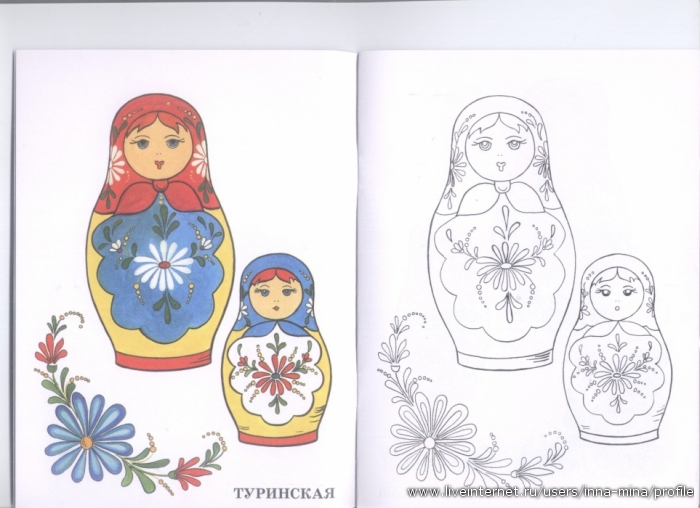 ТУРИНСКАЯ
www.liveinternet.ru/users/inna-mina/profile